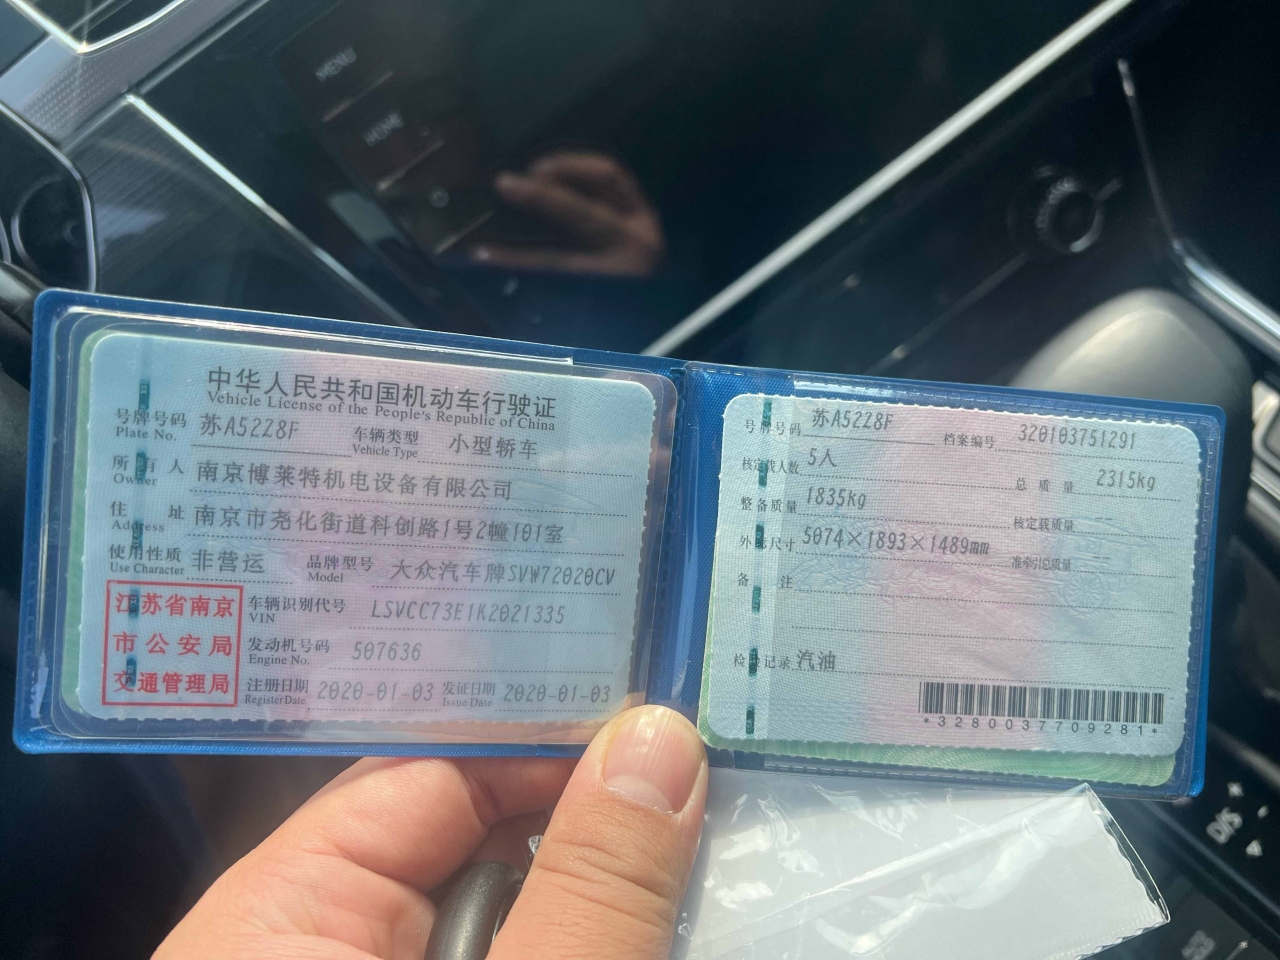 MENU
HOME
中华人民共和国机动车行驶证
Vehicle License of the People's Republic of China
号牌号码 苏A52Z8F 车辆类型 小型轿车
Plate No. Vehicle Type
所有人 南京博莱特机电设备有限公司
Owner
住址 南京市尧化街道科创路1号2幢101室
Address
使用性质 非营运 品牌型号 大众汽车牌SVW72020CV
Use Character Model
江苏省南京
市公安局
交通管理局
车辆识别代号 LSVCC73E1K2021335
VIN
发动机号码 507636
Engine No.
注册日期 2020-01-03 发证日期 2020-01-03
Register Date Issue Date
号牌号码 苏A52Z8F 档案编号 320103751291
核定载人数 5人 总质量 2315kg
整备质量 1835kg 核定载质量 --
外廓尺寸 5074×1893×1489mm 准牵引总质量 --
备注
检验记录 汽油
*3280037709281*
D/S
+
-